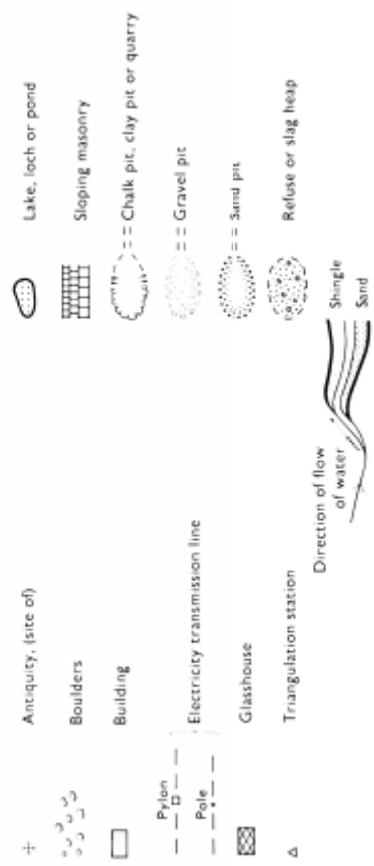 Antiquity, (site of)
Boulders
Building
Pylon
Pole
Electricity transmission line
Glasshouse
Triangulation station
Direction of flow
of water
Lake, loch or pond
Sloping masonry
Chalk pit, clay pit or quarry
Gravel pit
Sand pit
Refuse or slag heap
Shingle
Sand